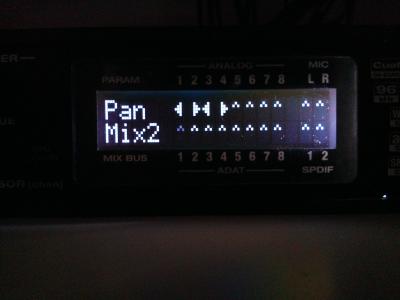 ANALOG MIC
PARAM. 1 2 3 4 5 6 7 8 L R
Pan
Mix2
MIX BUS 1 2 3 4 5 6 7 8 1 2
ADAT SPDIF
96